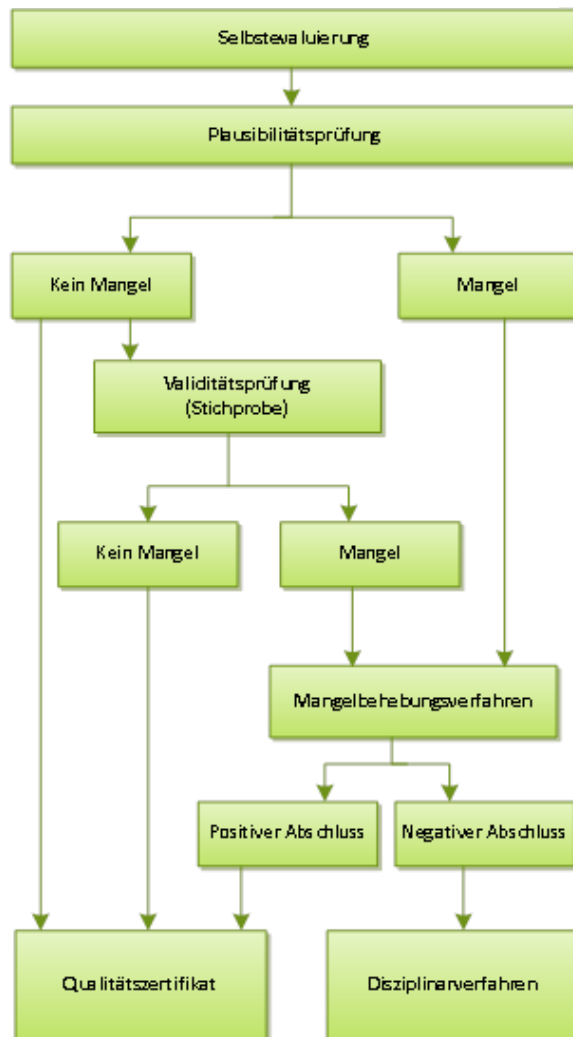 Selbstevaluierung
Plausibilitätsprüfung
Kein Mangel
Mangel
Validitätsprüfung
(Stichprobe)
Kein Mangel
Mangel
Mangelbehebungsverfahren
Positiver Abschluss
Negativer Abschluss
Qualitätszertifikat
Disziplinarverfahren